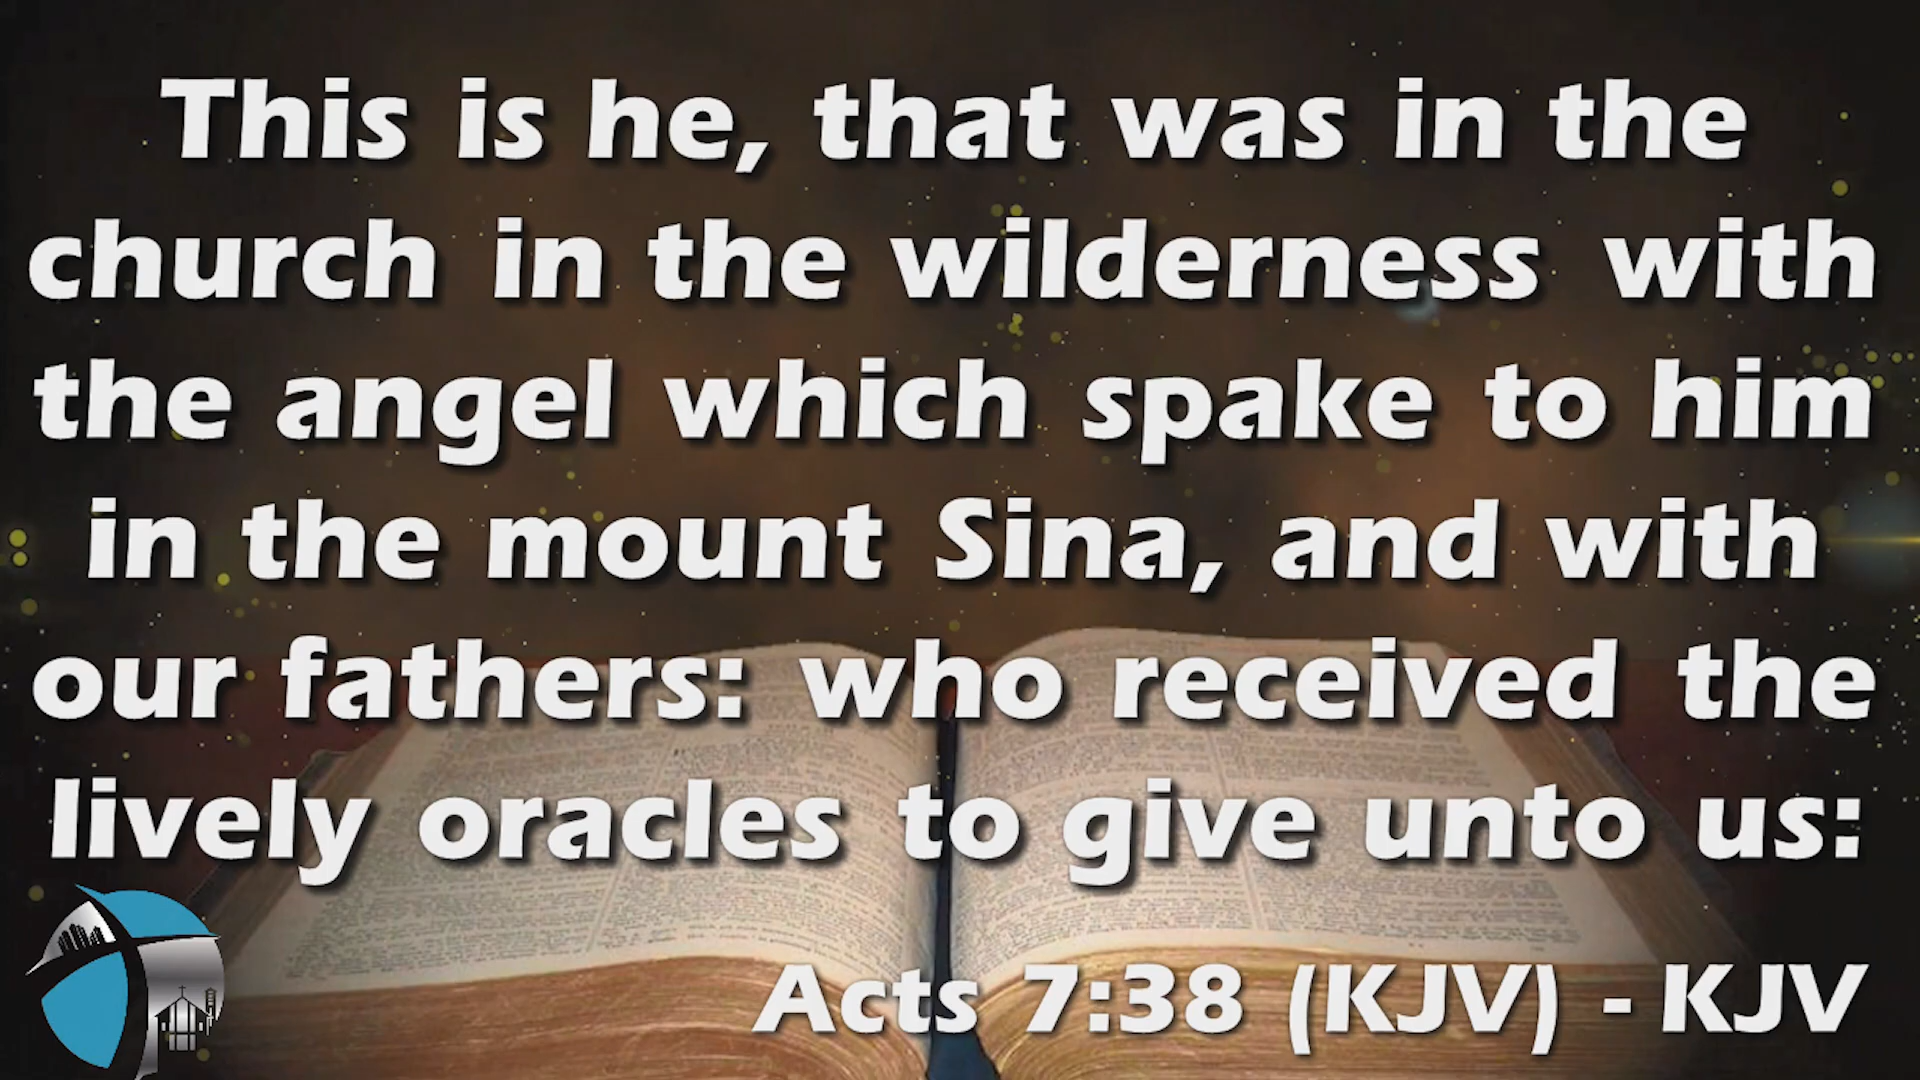 This is he, that was in the
church in the wilderness with
the angel which spake to him
in the mount Sina, and with
our fathers: who received the
lively oracles to give unto us:
Acts 7:38 (KJV) - KJV